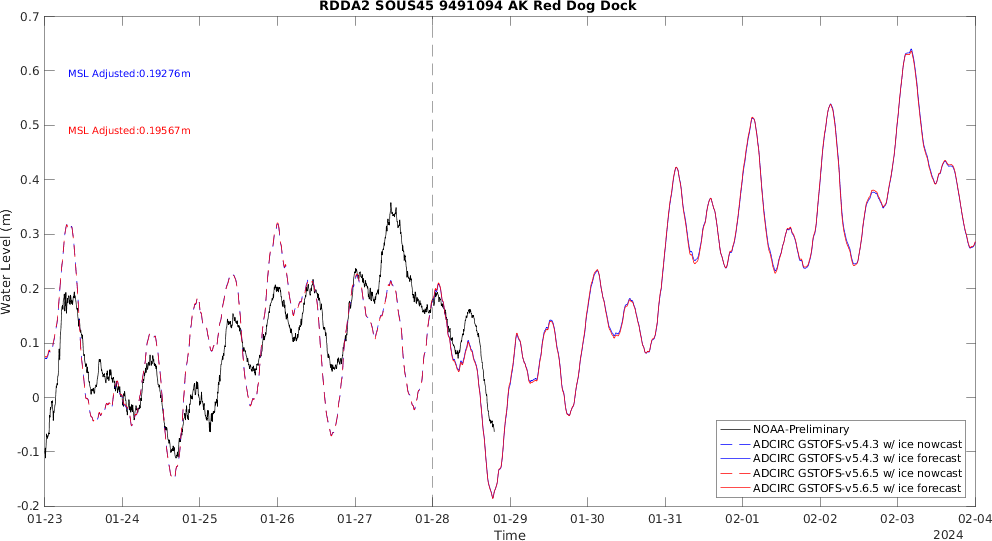 RDDA2 SOUS45 9491094 AK Red Dog Dock
0.7
0.6
0.5
0.4
0.3
0.2
0.1
0
-0.1
-0.2
Water Level (m)
MSL Adjusted:0.19276m
MSL Adjusted:0.19567m
NOAA-Preliminary
ADCIRC GSTOFS-v5.4.3 w/ ice nowcast
ADCIRC GSTOFS-v5.4.3 w/ ice forecast
ADCIRC GSTOFS-v5.6.5 w/ ice nowcast
ADCIRC GSTOFS-v5.6.5 w/ ice forecast
01-23 01-24 01-25 01-26 01-27 01-28 01-29 01-30 01-31 02-01 02-02 02-03 02-04
Time
2024